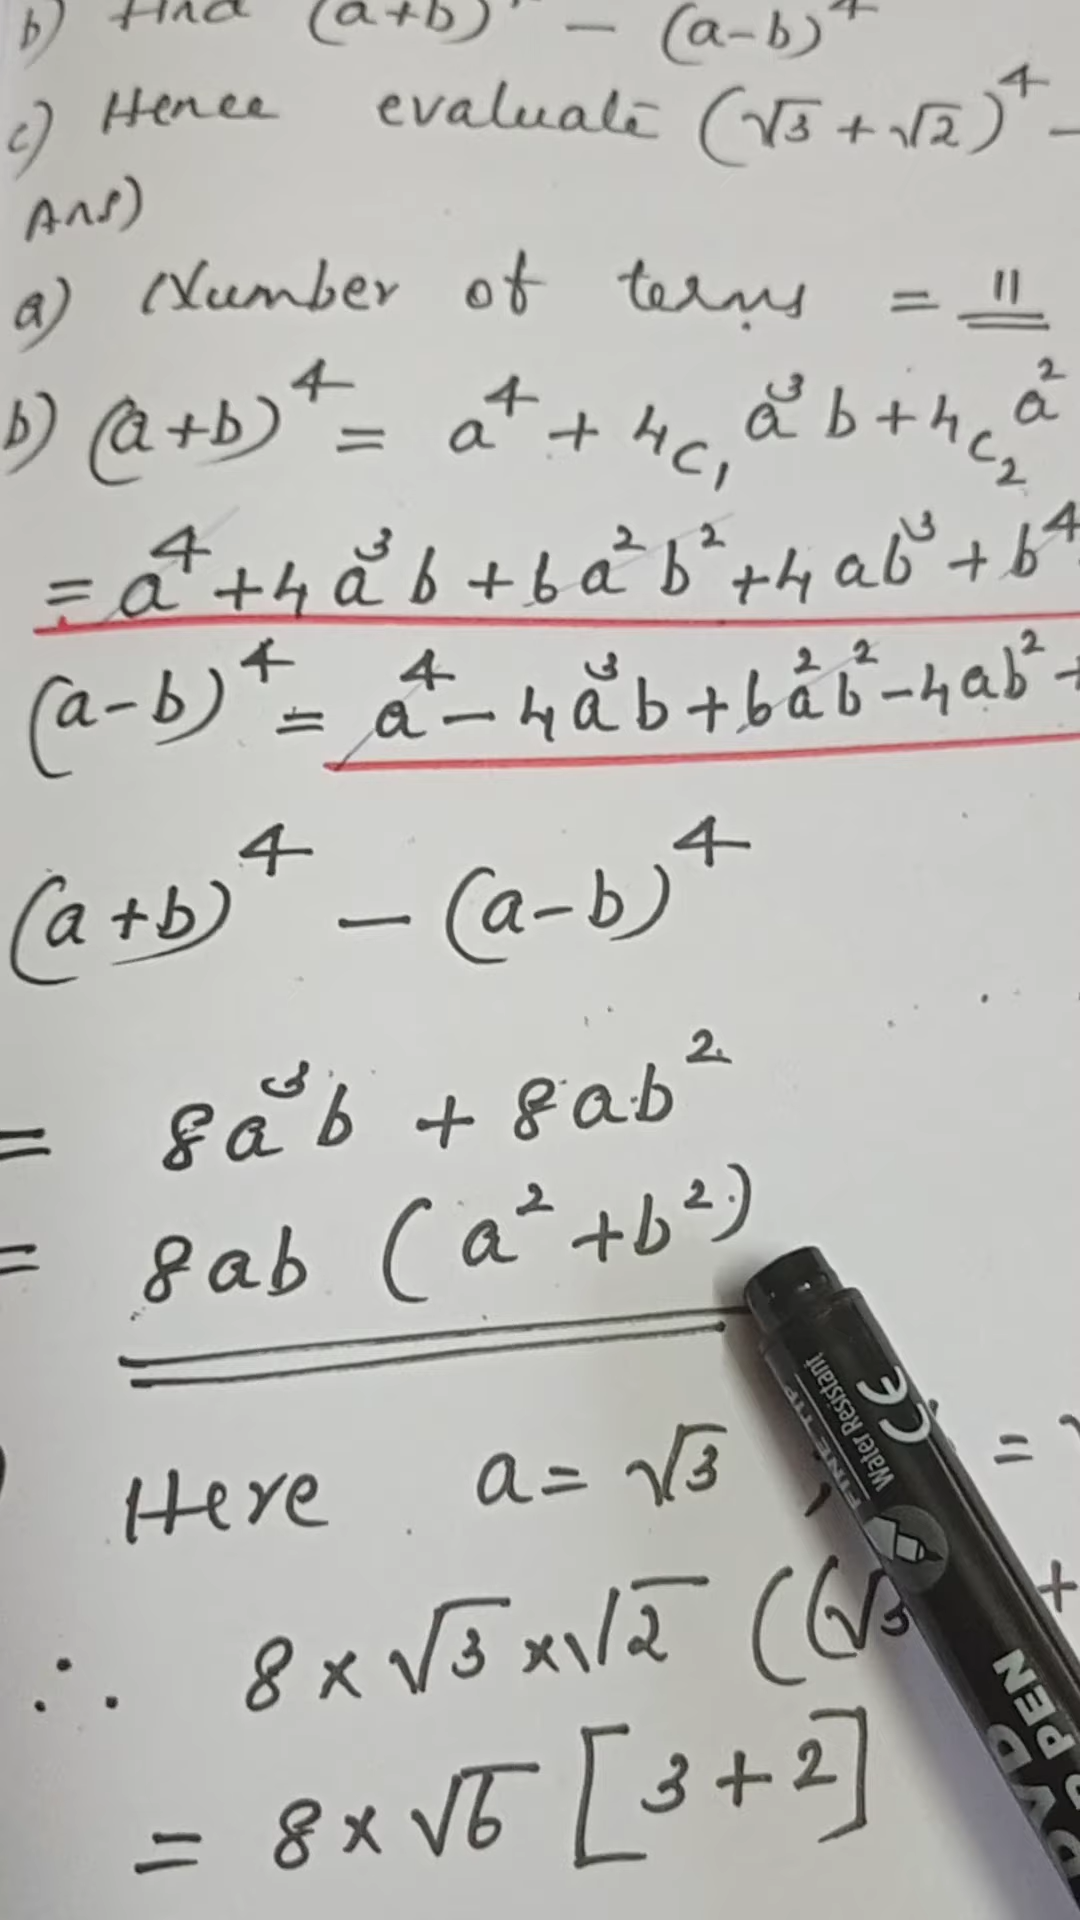 b) find (a+b)⁴ − (a−b)⁴
c) Hence evaluate (√3 + √2)⁴ −
Ans)
a) Number of terms = 11
b) (a+b)⁴ = a⁴ + 4C₁ a³b + 4C₂ a²
= a⁴ + 4a³b + 6a²b² + 4ab³ + b⁴
(a−b)⁴ = a⁴ − 4a³b + 6a²b² − 4ab² +
(a+b)⁴ − (a−b)⁴
= 8a³b + 8ab²
= 8ab (a² + b²)
Here a = √3 , =
∴ 8 × √3 × √2 ((√3 +
= 8 × √6 [3 + 2]
Water Resistant
FINE TIP
CE
DVD
PEN